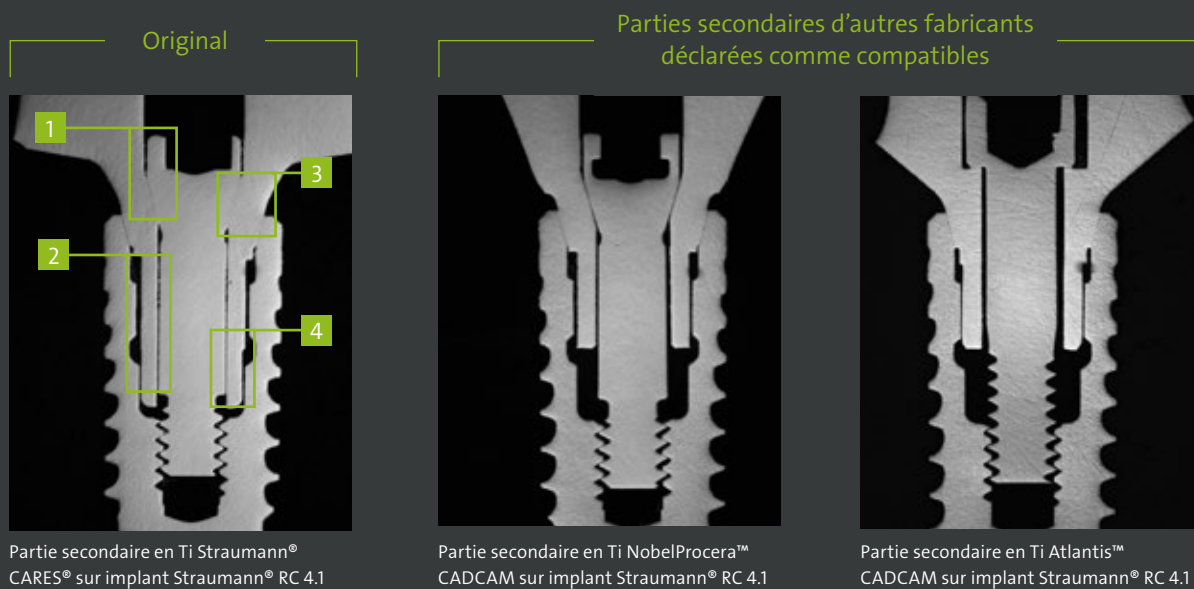 Original
Parties secondaires d'autres fabricants
déclarées comme compatibles
1
2
3
4
Partie secondaire en Ti Straumann®
CARES® sur implant Straumann® RC 4.1
Partie secondaire en Ti NobelProcera™
CADCAM sur implant Straumann® RC 4.1
Partie secondaire en Ti Atlantis™
CADCAM sur implant Straumann® RC 4.1